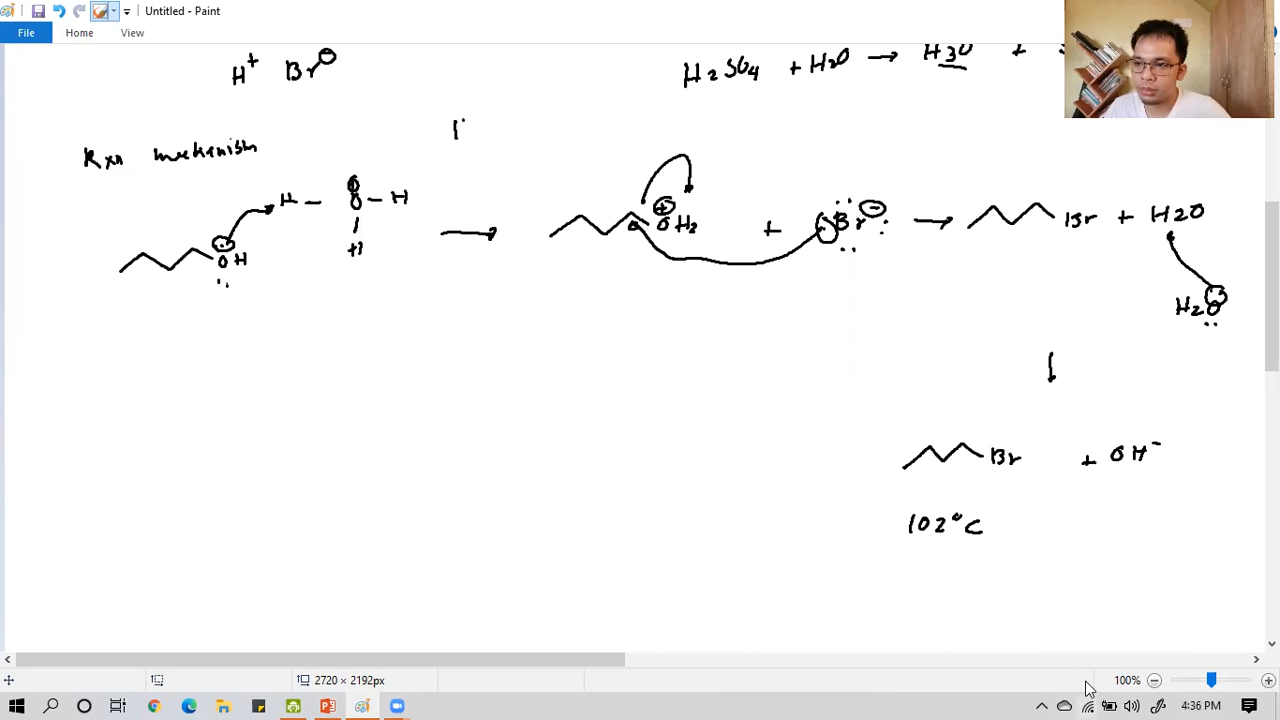 Untitled - Paint
File Home View
H+ Br⊖
H2SO4 + H2O → H3O +
Rxn mechanism
H — O — H
H
OH
→
⊕
OH2 + Br⊖ → Br + H2O
H2O
Br + OH-
102°C
2720 × 2192px
100%
4:36 PM